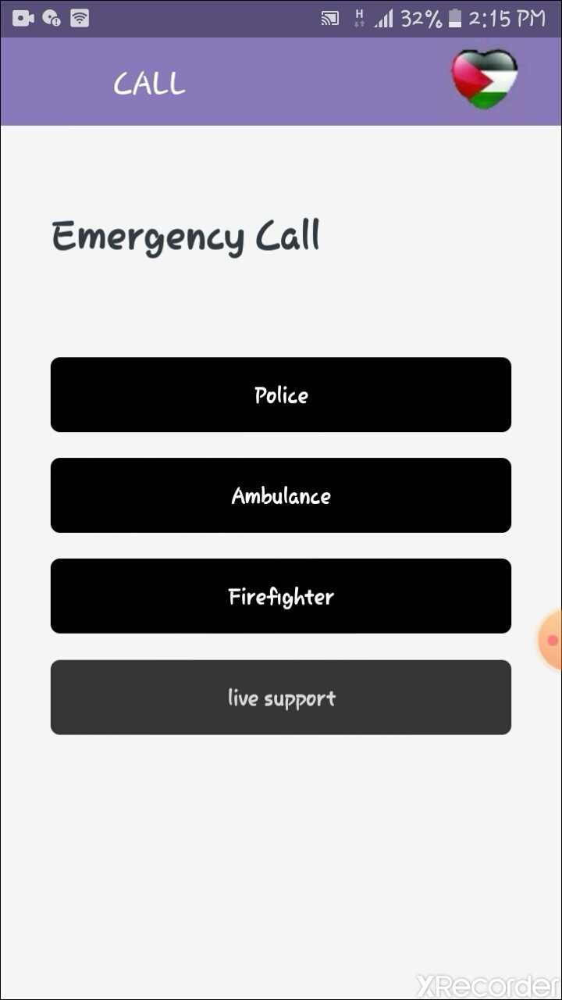 H 32% 2:15 PM
CALL
Emergency Call
Police
Ambulance
Firefighter
live support
XRecorder